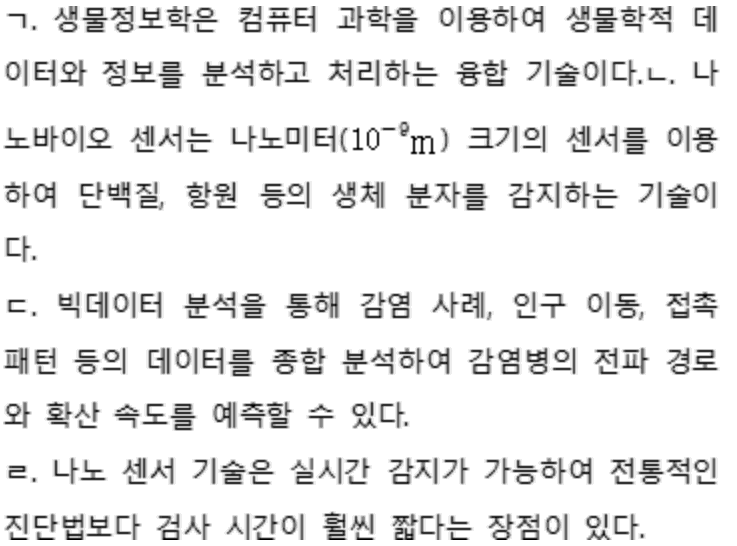 ㄱ. 생물정보학은 컴퓨터 과학을 이용하여 생물학적 데
이터와 정보를 분석하고 처리하는 융합 기술이다.ㄴ. 나
노바이오 센서는 나노미터(10⁻⁹m) 크기의 센서를 이용
하여 단백질, 항원 등의 생체 분자를 감지하는 기술이
다.
ㄷ. 빅데이터 분석을 통해 감염 사례, 인구 이동, 접촉
패턴 등의 데이터를 종합 분석하여 감염병의 전파 경로
와 확산 속도를 예측할 수 있다.
ㄹ. 나노 센서 기술은 실시간 감지가 가능하여 전통적인
진단법보다 검사 시간이 훨씬 짧다는 장점이 있다.